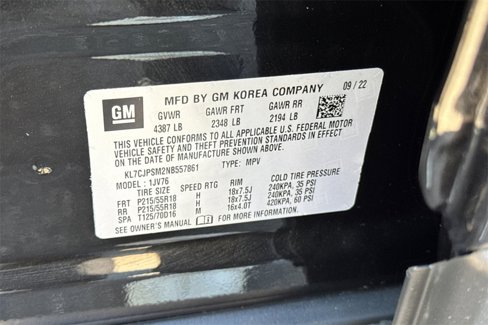 GM
MFD BY GM KOREA COMPANY 09/22
GVWR GAWR FRT GAWR RR
4387 LB 2348 LB 2194 LB
THIS VEHICLE CONFORMS TO ALL APPLICABLE U.S. FEDERAL MOTOR
VEHICLE SAFETY AND THEFT PREVENTION STANDARDS IN EFFECT
ON THE DATE OF MANUFACTURE SHOWN ABOVE.
KL7CJPSM2NB557861 TYPE: MPV
MODEL: 1JV76
TIRE SIZE SPEED RTG RIM COLD TIRE PRESSURE
FRT P215/55R18 H 18x7.5J 240KPA, 35 PSI
RR P215/55R18 H 18x7.5J 240KPA, 35 PSI
SPA T125/70D16 M 16x4.0T 420KPA, 60 PSI
SEE OWNER'S MANUAL FOR MORE INFORMATION